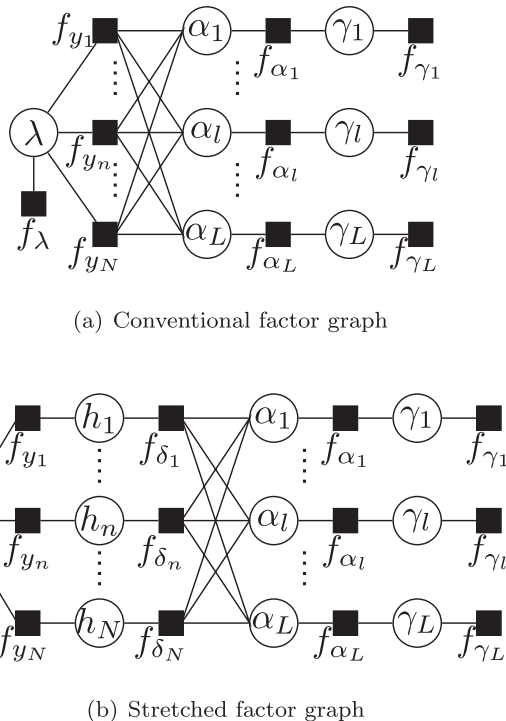 f_{y_1} α_1 f_{α_1} γ_1 f_{γ_1}
λ f_{y_n} α_l f_{α_l} γ_l f_{γ_l}
f_λ f_{y_N} α_L f_{α_L} γ_L f_{γ_L}
(a) Conventional factor graph
f_{y_1} h_1 f_{δ_1} α_1 f_{α_1} γ_1 f_{γ_1}
f_{y_n} h_n f_{δ_n} α_l f_{α_l} γ_l f_{γ_l}
f_{y_N} h_N f_{δ_N} α_L f_{α_L} γ_L f_{γ_L}
(b) Stretched factor graph